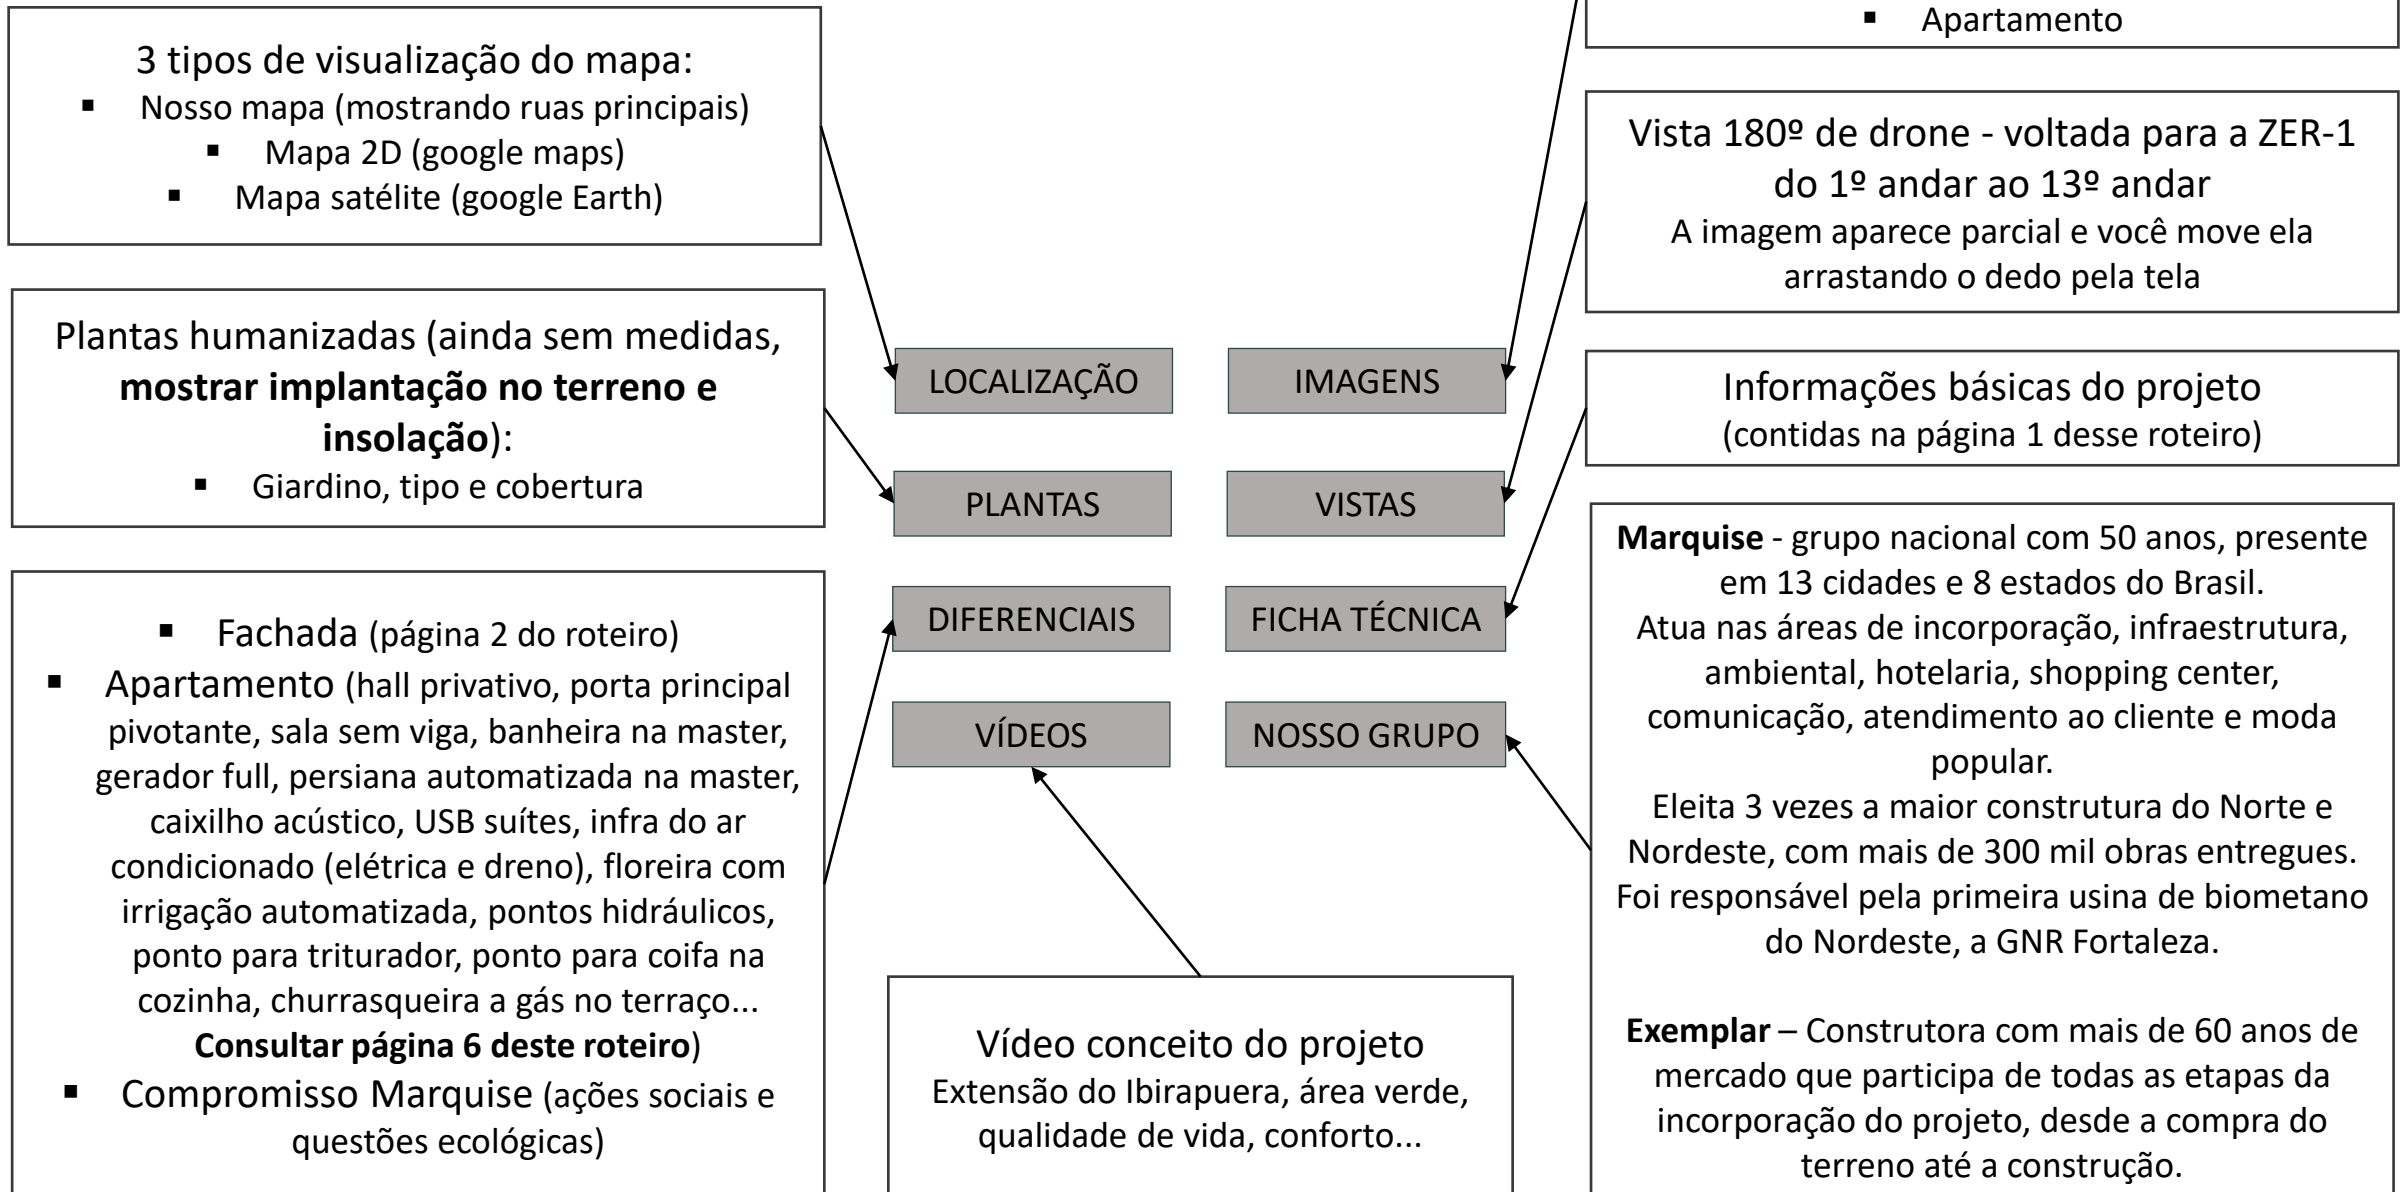 3 tipos de visualização do mapa:
▪ Nosso mapa (mostrando ruas principais)
▪ Mapa 2D (google maps)
▪ Mapa satélite (google Earth)
Plantas humanizadas (ainda sem medidas,
mostrar implantação no terreno e
insolação):
▪ Giardino, tipo e cobertura
▪ Fachada (página 2 do roteiro)
▪ Apartamento (hall privativo, porta principal
pivotante, sala sem viga, banheira na master,
gerador full, persiana automatizada na master,
caixilho acústico, USB suítes, infra do ar
condicionado (elétrica e dreno), floreira com
irrigação automatizada, pontos hidráulicos,
ponto para triturador, ponto para coifa na
cozinha, churrasqueira a gás no terraço...
Consultar página 6 deste roteiro)
▪ Compromisso Marquise (ações sociais e
questões ecológicas)
LOCALIZAÇÃO
IMAGENS
PLANTAS
VISTAS
DIFERENCIAIS
FICHA TÉCNICA
VÍDEOS
NOSSO GRUPO
Vídeo conceito do projeto
Extensão do Ibirapuera, área verde,
qualidade de vida, conforto...
▪ Apartamento
Vista 180º de drone - voltada para a ZER-1
do 1º andar ao 13º andar
A imagem aparece parcial e você move ela
arrastando o dedo pela tela
Informações básicas do projeto
(contidas na página 1 desse roteiro)
Marquise - grupo nacional com 50 anos, presente
em 13 cidades e 8 estados do Brasil.
Atua nas áreas de incorporação, infraestrutura,
ambiental, hotelaria, shopping center,
comunicação, atendimento ao cliente e moda
popular.
Eleita 3 vezes a maior construtura do Norte e
Nordeste, com mais de 300 mil obras entregues.
Foi responsável pela primeira usina de biometano
do Nordeste, a GNR Fortaleza.
Exemplar – Construtora com mais de 60 anos de
mercado que participa de todas as etapas da
incorporação do projeto, desde a compra do
terreno até a construção.